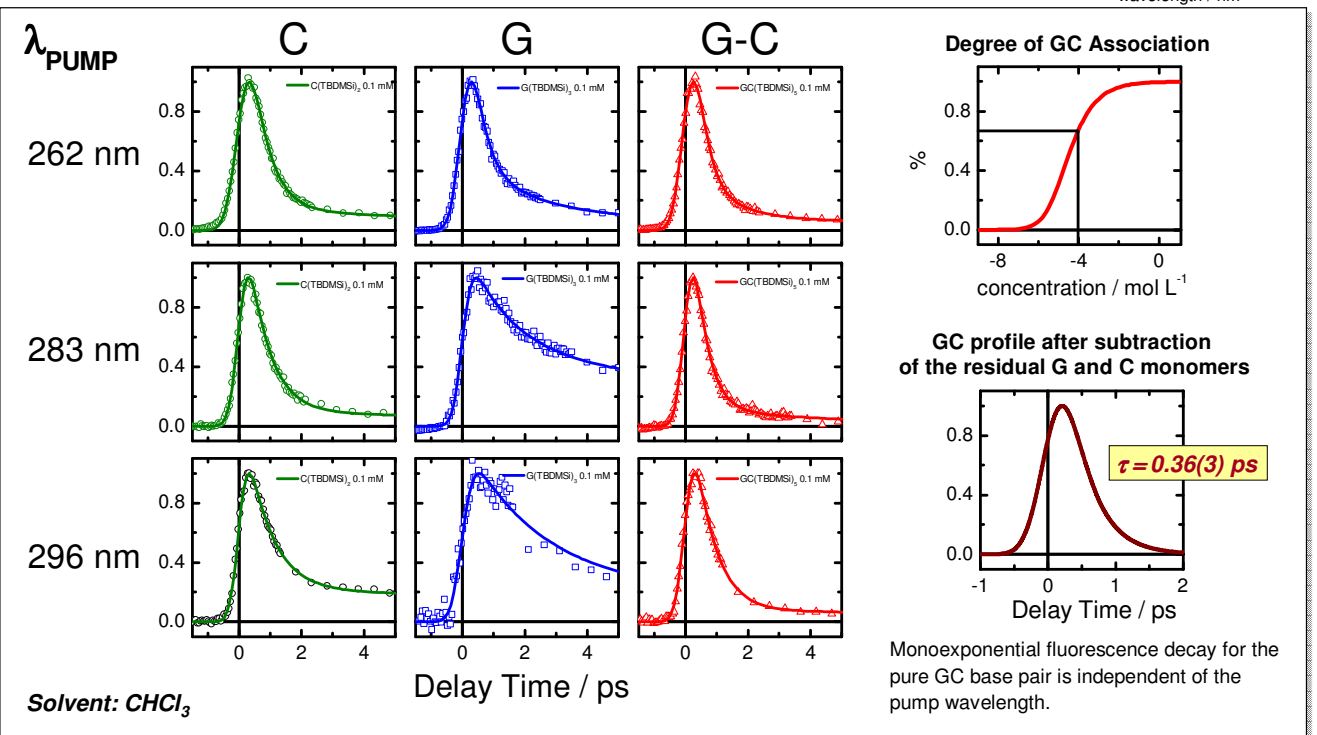 wavelength / nm
λPUMP
C
G
G-C
262 nm
0.8
0.4
0.0
C(TBDMSi)2 0.1 mM
G(TBDMSi)3 0.1 mM
GC(TBDMSi)5 0.1 mM
283 nm
0.8
0.4
0.0
C(TBDMSi)2 0.1 mM
G(TBDMSi)3 0.1 mM
GC(TBDMSi)5 0.1 mM
296 nm
0.8
0.4
0.0
C(TBDMSi)2 0.1 mM
G(TBDMSi)3 0.1 mM
GC(TBDMSi)5 0.1 mM
0 2 4
0 2 4
0 2 4
Delay Time / ps
Solvent: CHCl3
Degree of GC Association
%
0.8
0.4
0.0
-8 -4 0
concentration / mol L-1
GC profile after subtraction
of the residual G and C monomers
0.8
0.4
0.0
τ = 0.36(3) ps
-1 0 1 2
Delay Time / ps
Monoexponential fluorescence decay for the
pure GC base pair is independent of the
pump wavelength.